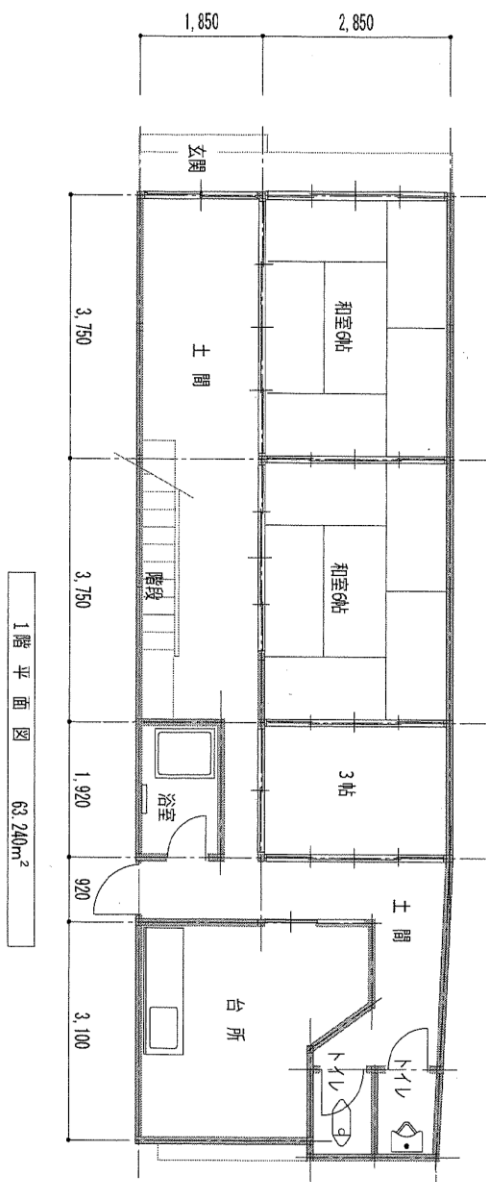 1,850
2,850
玄関
3,750
土間
和室6帖
3,750
階段
和室6帖
1,920
浴室
3帖
920
土間
3,100
台所
トイレ
トイレ
1階平面図 63.240m²